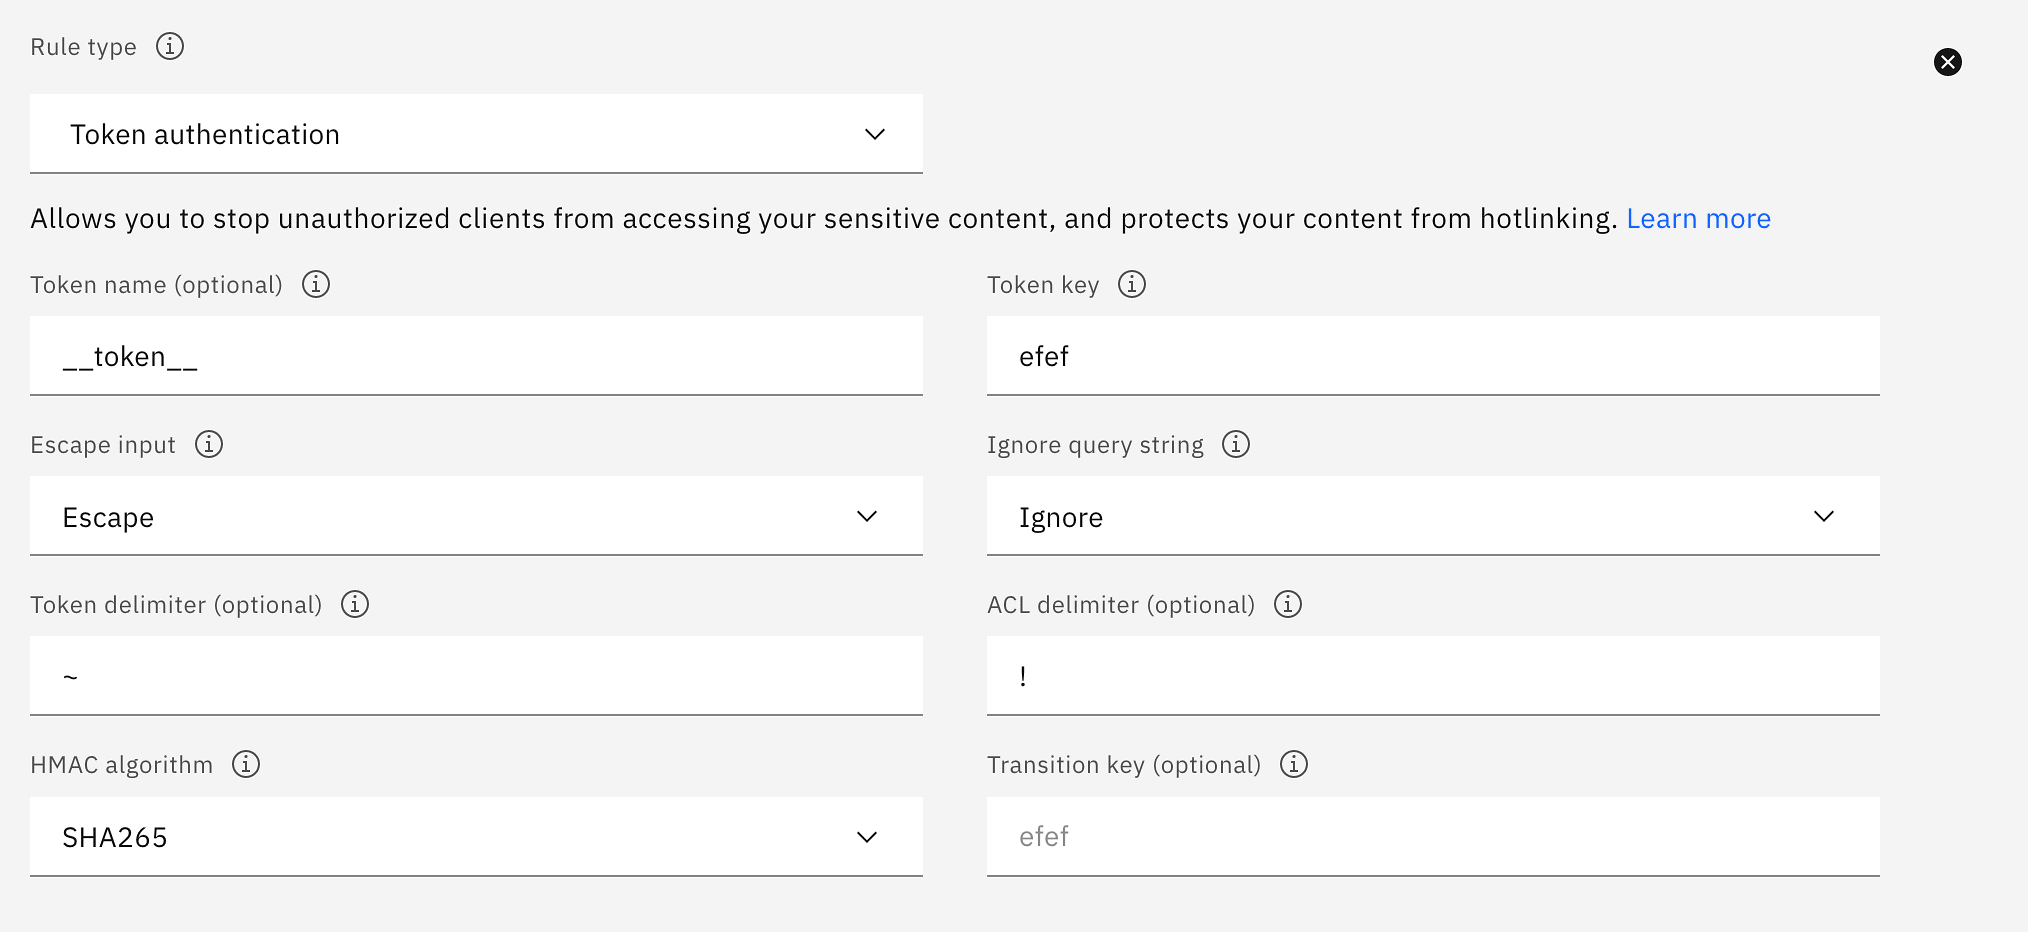 Rule type
Token authentication
Allows you to stop unauthorized clients from accessing your sensitive content, and protects your content from hotlinking. Learn more
Token name (optional)
Token key
__token__
efef
Escape input
Ignore query string
Escape
Ignore
Token delimiter (optional)
ACL delimiter (optional)
~
!
HMAC algorithm
Transition key (optional)
SHA265
efef